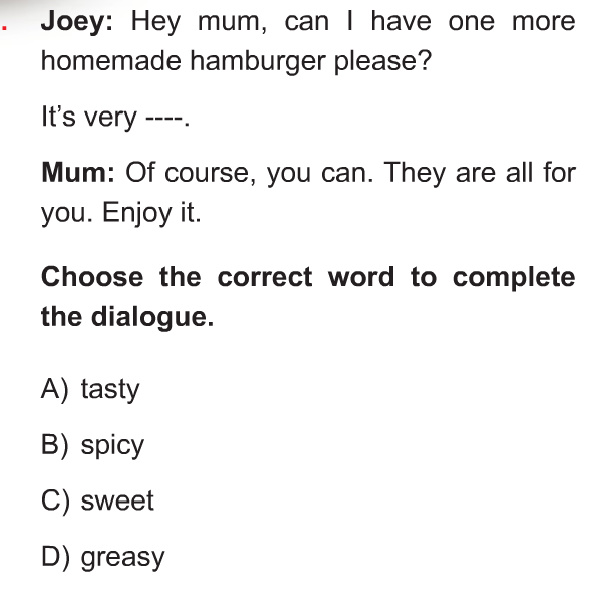 . Joey: Hey mum, can I have one more
homemade hamburger please?
It’s very ----.
Mum: Of course, you can. They are all for
you. Enjoy it.
Choose the correct word to complete
the dialogue.
A) tasty
B) spicy
C) sweet
D) greasy